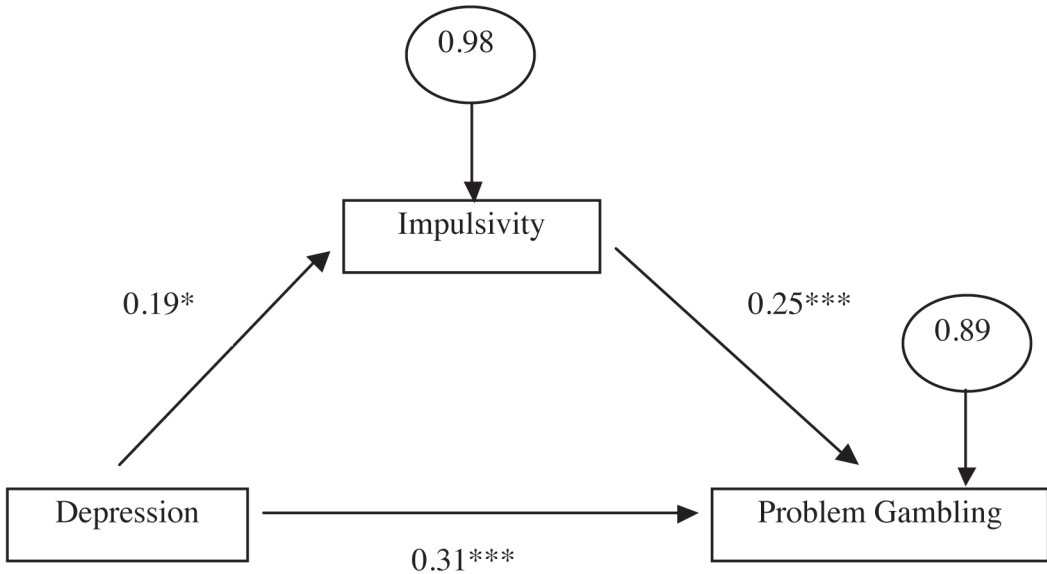 0.98
Impulsivity
0.19*
0.25***
0.89
Depression
Problem Gambling
0.31***